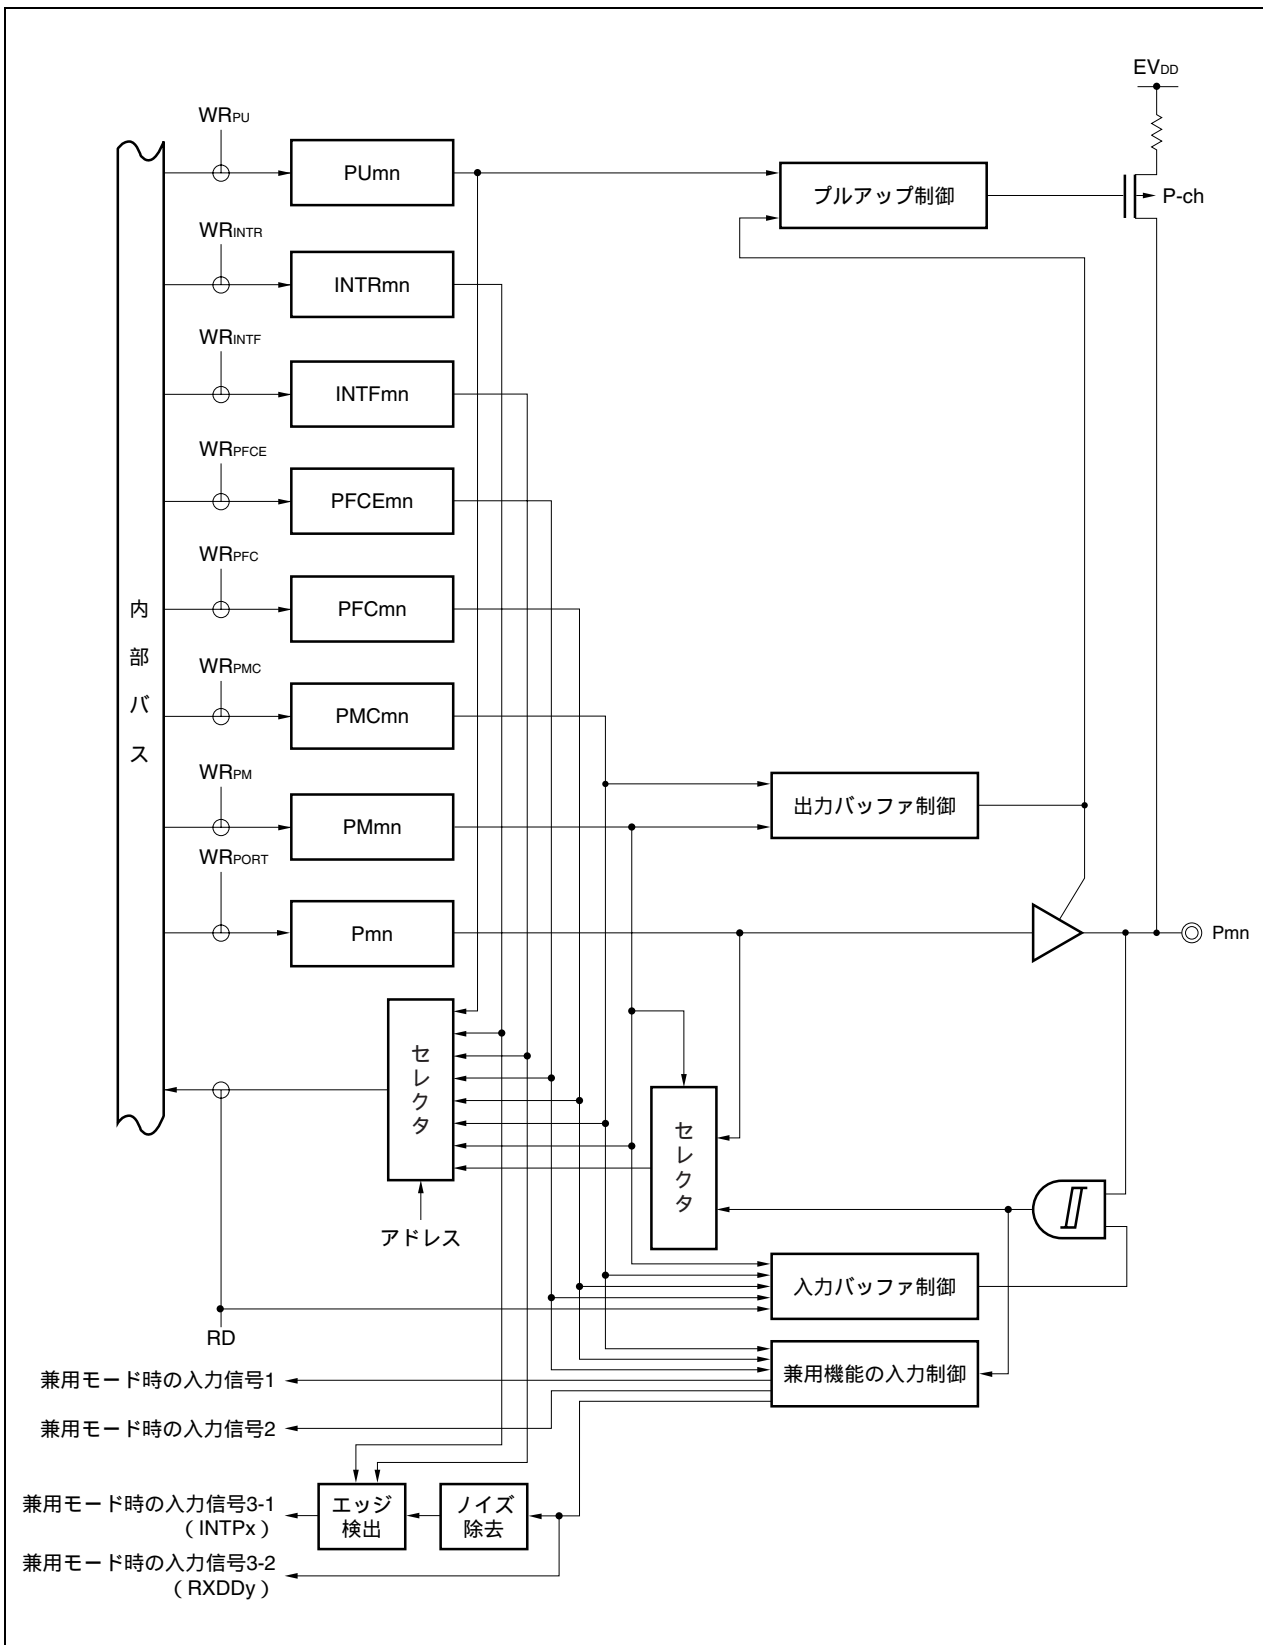 EVDD
WRPU
PUmn
プルアップ制御
P-ch
WRINTR
INTRmn
WRINTF
INTFmn
WRPFCE
PFCEmn
WRPFC
PFCmn
内部バス
WRPMC
PMCmn
WRPM
PMmn
出力バッファ制御
WRPORT
Pmn
Pmn
セレクタ
セレクタ
アドレス
入力バッファ制御
RD
兼用機能の入力制御
兼用モード時の入力信号1
兼用モード時の入力信号2
兼用モード時の入力信号3-1
（INTPx）
エッジ
検出
ノイズ
除去
兼用モード時の入力信号3-2
（RXDDy）